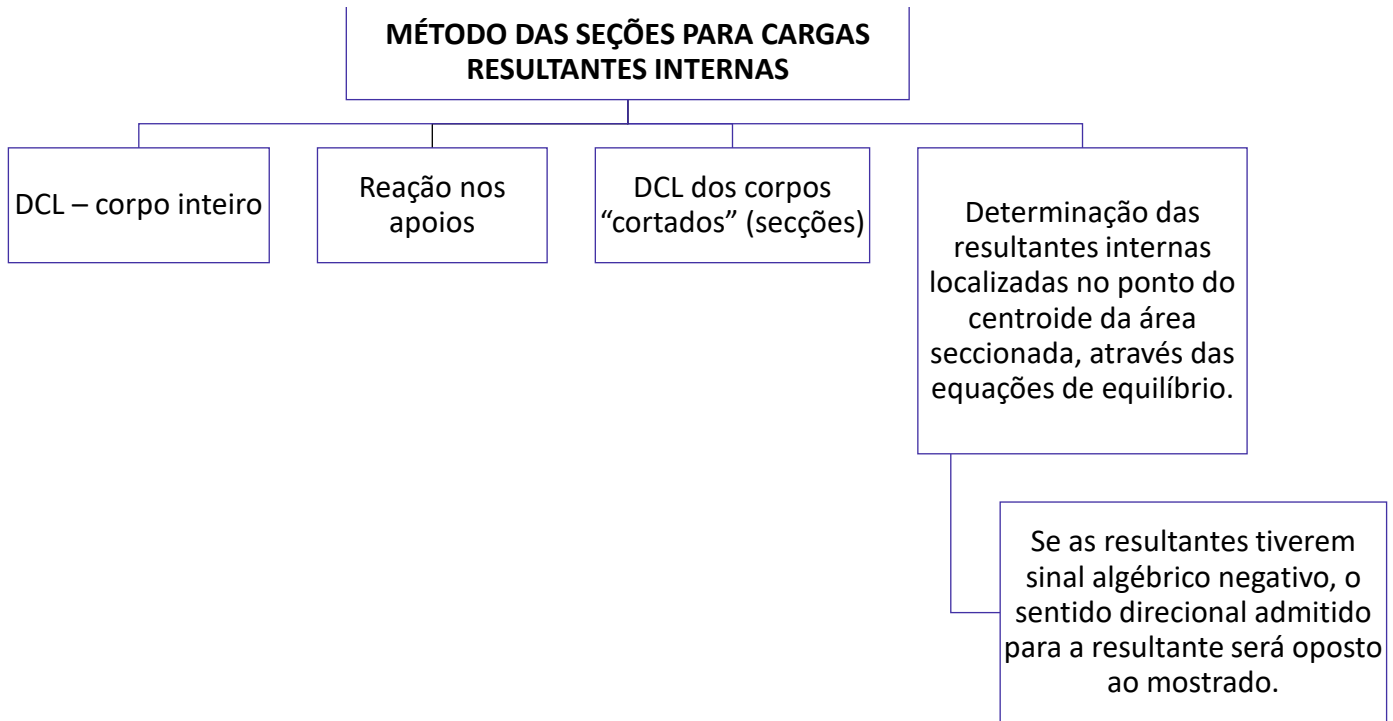 MÉTODO DAS SEÇÕES PARA CARGAS
RESULTANTES INTERNAS
DCL – corpo inteiro
Reação nos
apoios
DCL dos corpos
“cortados” (secções)
Determinação das
resultantes internas
localizadas no ponto do
centroide da área
seccionada, através das
equações de equilíbrio.
Se as resultantes tiverem
sinal algébrico negativo, o
sentido direcional admitido
para a resultante será oposto
ao mostrado.